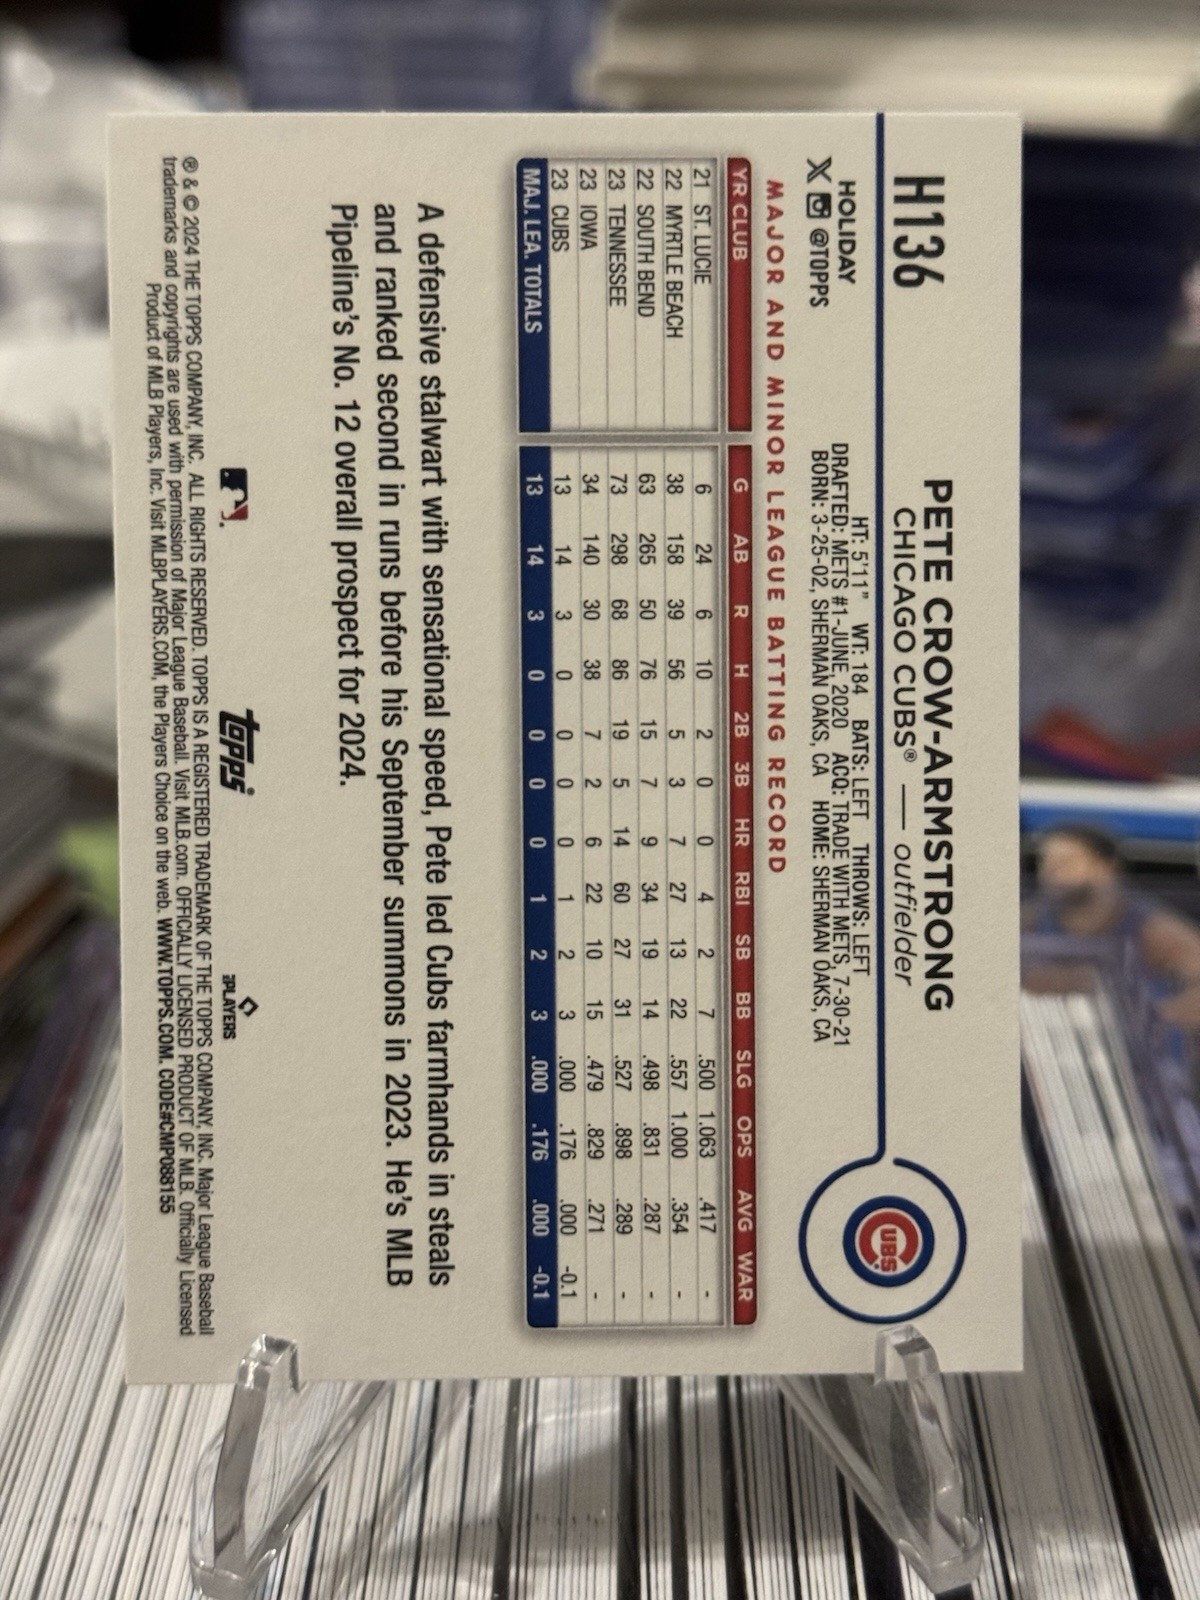 H136
PETE CROW-ARMSTRONG
CHICAGO CUBS® — outfielder
HOLIDAY
X @TOPPS
HT: 5'11" WT: 184 BATS: LEFT THROWS: LEFT
DRAFTED: METS #1-JUNE, 2020 ACQ: TRADE WITH METS, 7-30-21
BORN: 3-25-02, SHERMAN OAKS, CA HOME: SHERMAN OAKS, CA
CUBS
MAJOR AND MINOR LEAGUE BATTING RECORD
YR CLUB G AB R H 2B 3B HR RBI SB BB SLG OPS AVG WAR
21 ST. LUCIE 6 24 6 10 2 0 0 4 2 7 .500 1.063 .417 -
22 MYRTLE BEACH 38 158 39 56 5 3 7 27 13 22 .557 1.000 .354 -
22 SOUTH BEND 63 265 50 76 15 7 9 34 19 14 .498 .831 .287 -
23 TENNESSEE 73 298 68 86 19 5 14 60 27 31 .527 .898 .289 -
23 IOWA 34 140 30 38 7 2 6 22 10 15 .479 .829 .271 -
23 CUBS 13 14 3 0 0 0 0 1 2 3 .000 .176 .000 -0.1
MAJ. LEA. TOTALS 13 14 3 0 0 0 0 1 2 3 .000 .176 .000 -0.1
A defensive stalwart with sensational speed, Pete led Cubs farmhands in steals
and ranked second in runs before his September summons in 2023. He's MLB
Pipeline's No. 12 overall prospect for 2024.
topps
PLAYERS
® & © 2024 THE TOPPS COMPANY, INC. ALL RIGHTS RESERVED. TOPPS IS A REGISTERED TRADEMARK OF THE TOPPS COMPANY, INC. Major League Baseball
trademarks and copyrights are used with permission of Major League Baseball. Visit MLB.com. OFFICIALLY LICENSED PRODUCT OF MLB. Officially Licensed
Product of MLB Players, Inc. Visit MLBPLAYERS.COM, the Players Choice on the web. WWW.TOPPS.COM. CODE#CMP088155